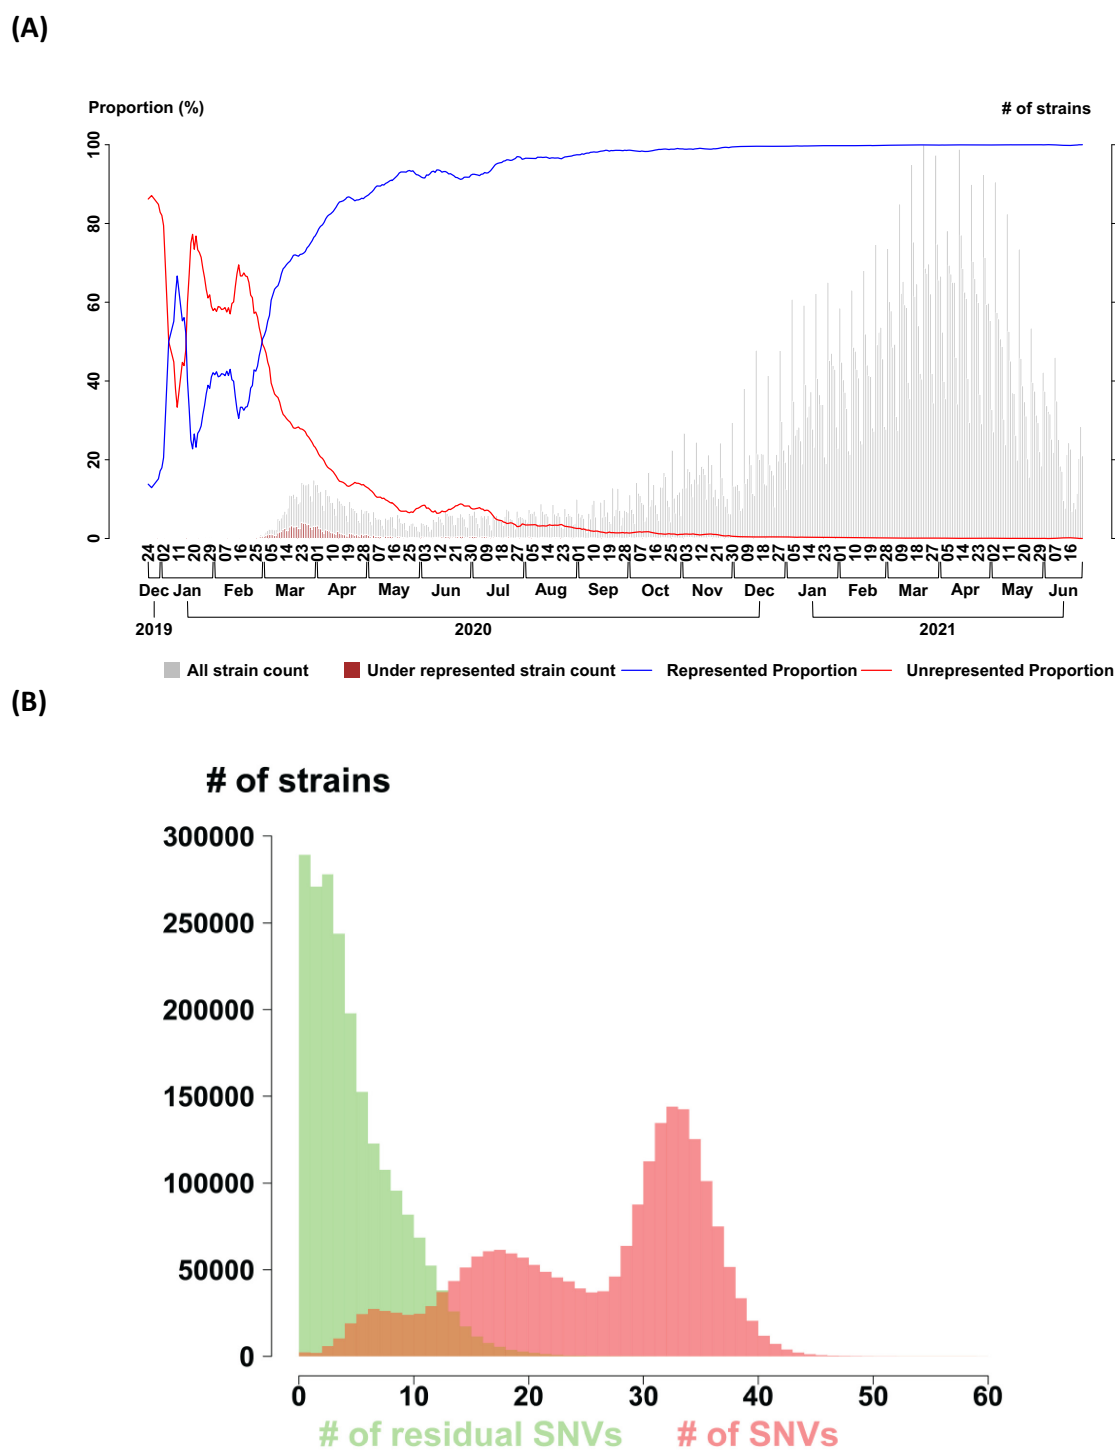 (A)
Proportion (%)
# of strains
100
80
60
40
20
0
24 02 11 20 29 07 16 25 05 14 23 01 10 19 28 07 16 25 03 12 21 30 09 18 27 05 14 23 01 10 19 28 07 16 25 03 12 21 30 09 18 27 05 14 23 01 10 19 28 09 18 27 05 14 23 02 11 20 29 07 16
Dec Jan Feb Mar Apr May Jun Jul Aug Sep Oct Nov Dec Jan Feb Mar Apr May Jun
2019 2020 2021
All strain count Under represented strain count Represented Proportion Unrepresented Proportion
(B)
# of strains
300000
250000
200000
150000
100000
50000
0
0 10 20 30 40 50 60
# of residual SNVs # of SNVs